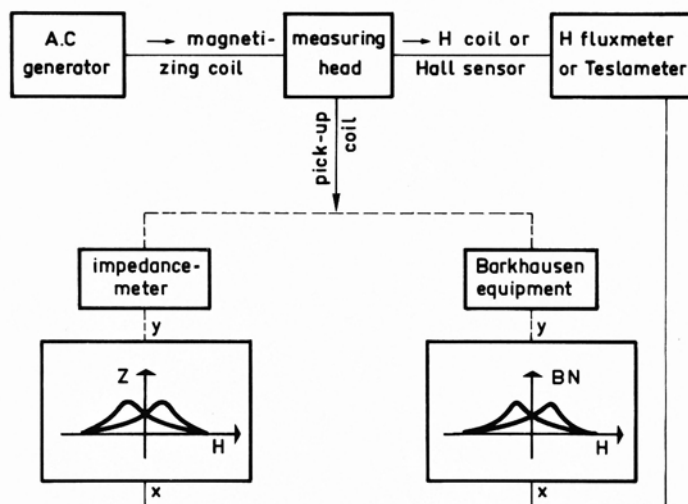 A.C
generator
→ magneti-
zing coil
measuring
head
→ H coil or
Hall sensor
H fluxmeter
or Teslameter
pick-up
coil
impedance-
meter
Barkhausen
equipment
y
y
Z
H
BN
H
x
x